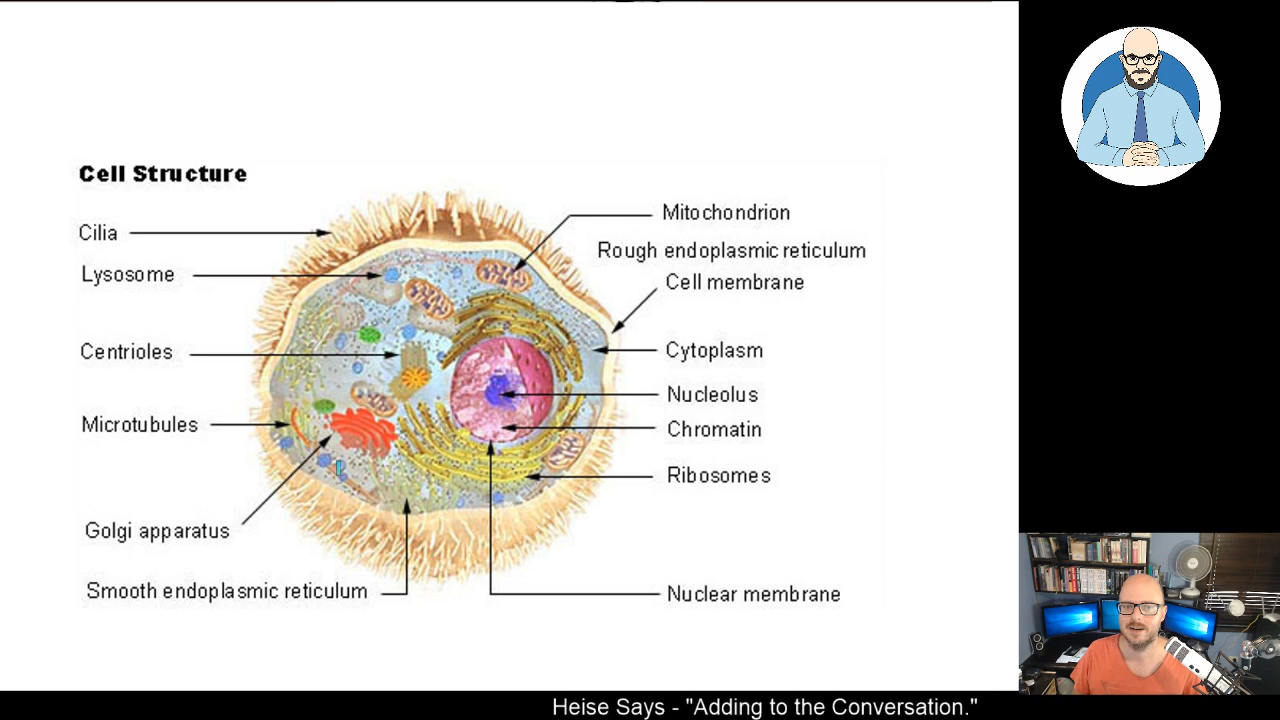 Cell Structure
Cilia
Lysosome
Centrioles
Microtubules
Golgi apparatus
Smooth endoplasmic reticulum
Mitochondrion
Rough endoplasmic reticulum
Cell membrane
Cytoplasm
Nucleolus
Chromatin
Ribosomes
Nuclear membrane
Heise Says - "Adding to the Conversation."